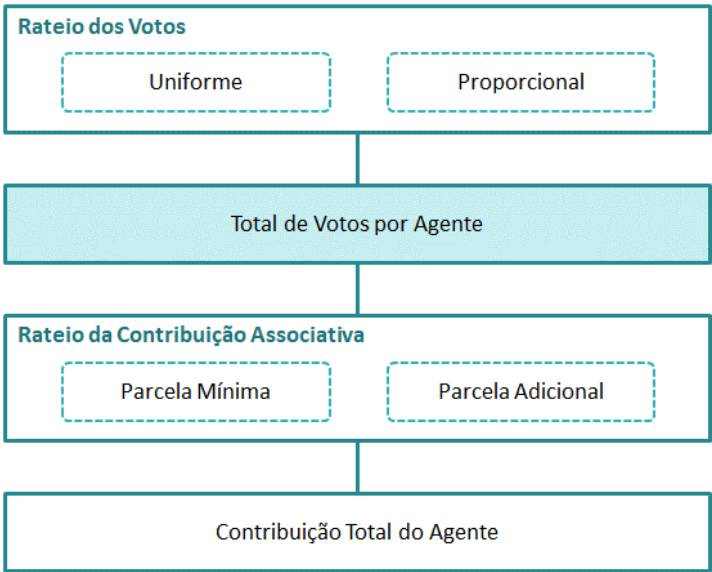 Rateio dos Votos
Uniforme
Proporcional
Total de Votos por Agente
Rateio da Contribuição Associativa
Parcela Mínima
Parcela Adicional
Contribuição Total do Agente